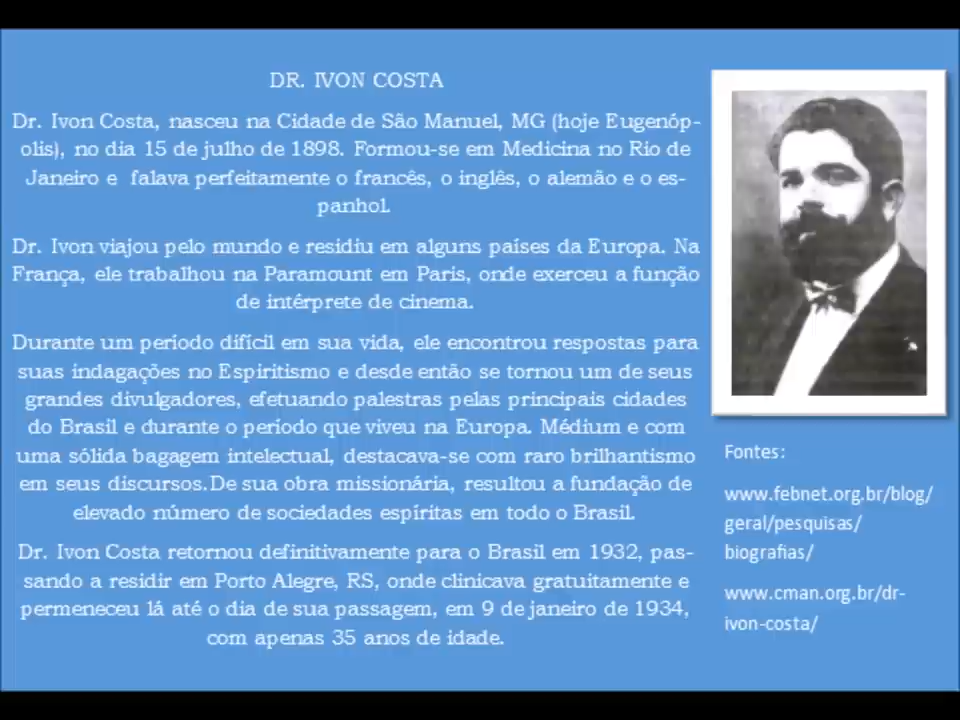 DR. IVON COSTA
Dr. Ivon Costa, nasceu na Cidade de São Manuel, MG (hoje Eugenóp-
olis), no dia 15 de julho de 1898. Formou-se em Medicina no Rio de
Janeiro e falava perfeitamente o francês, o inglês, o alemão e o es-
panhol.
Dr. Ivon viajou pelo mundo e residiu em alguns países da Europa. Na
França, ele trabalhou na Paramount em Paris, onde exerceu a função
de intérprete de cinema.
Durante um período difícil em sua vida, ele encontrou respostas para
suas indagações no Espiritismo e desde então se tornou um de seus
grandes divulgadores, efetuando palestras pelas principais cidades
do Brasil e durante o período que viveu na Europa. Médium e com
uma sólida bagagem intelectual, destacava-se com raro brilhantismo
em seus discursos.De sua obra missionária, resultou a fundação de
elevado número de sociedades espíritas em todo o Brasil.
Dr. Ivon Costa retornou definitivamente para o Brasil em 1932, pas-
sando a residir em Porto Alegre, RS, onde clinicava gratuitamente e
permeneceu lá até o dia de sua passagem, em 9 de janeiro de 1934,
com apenas 35 anos de idade.
Fontes:
www.febnet.org.br/blog/
geral/pesquisas/
biografias/
www.cman.org.br/dr-
ivon-costa/